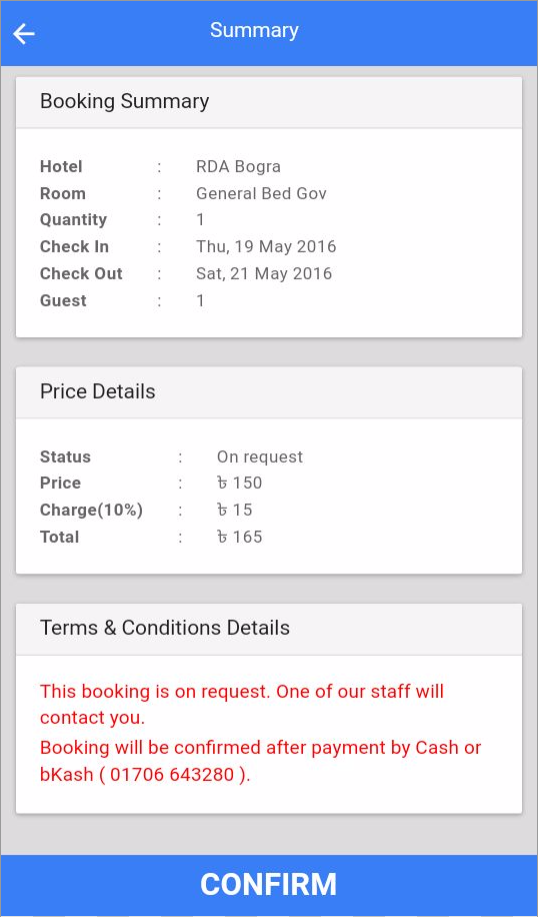 Summary
Booking Summary
Hotel : RDA Bogra
Room : General Bed Gov
Quantity : 1
Check In : Thu, 19 May 2016
Check Out : Sat, 21 May 2016
Guest : 1
Price Details
Status : On request
Price : ৳ 150
Charge(10%) : ৳ 15
Total : ৳ 165
Terms & Conditions Details
This booking is on request. One of our staff will
contact you.
Booking will be confirmed after payment by Cash or
bKash ( 01706 643280 ).
CONFIRM